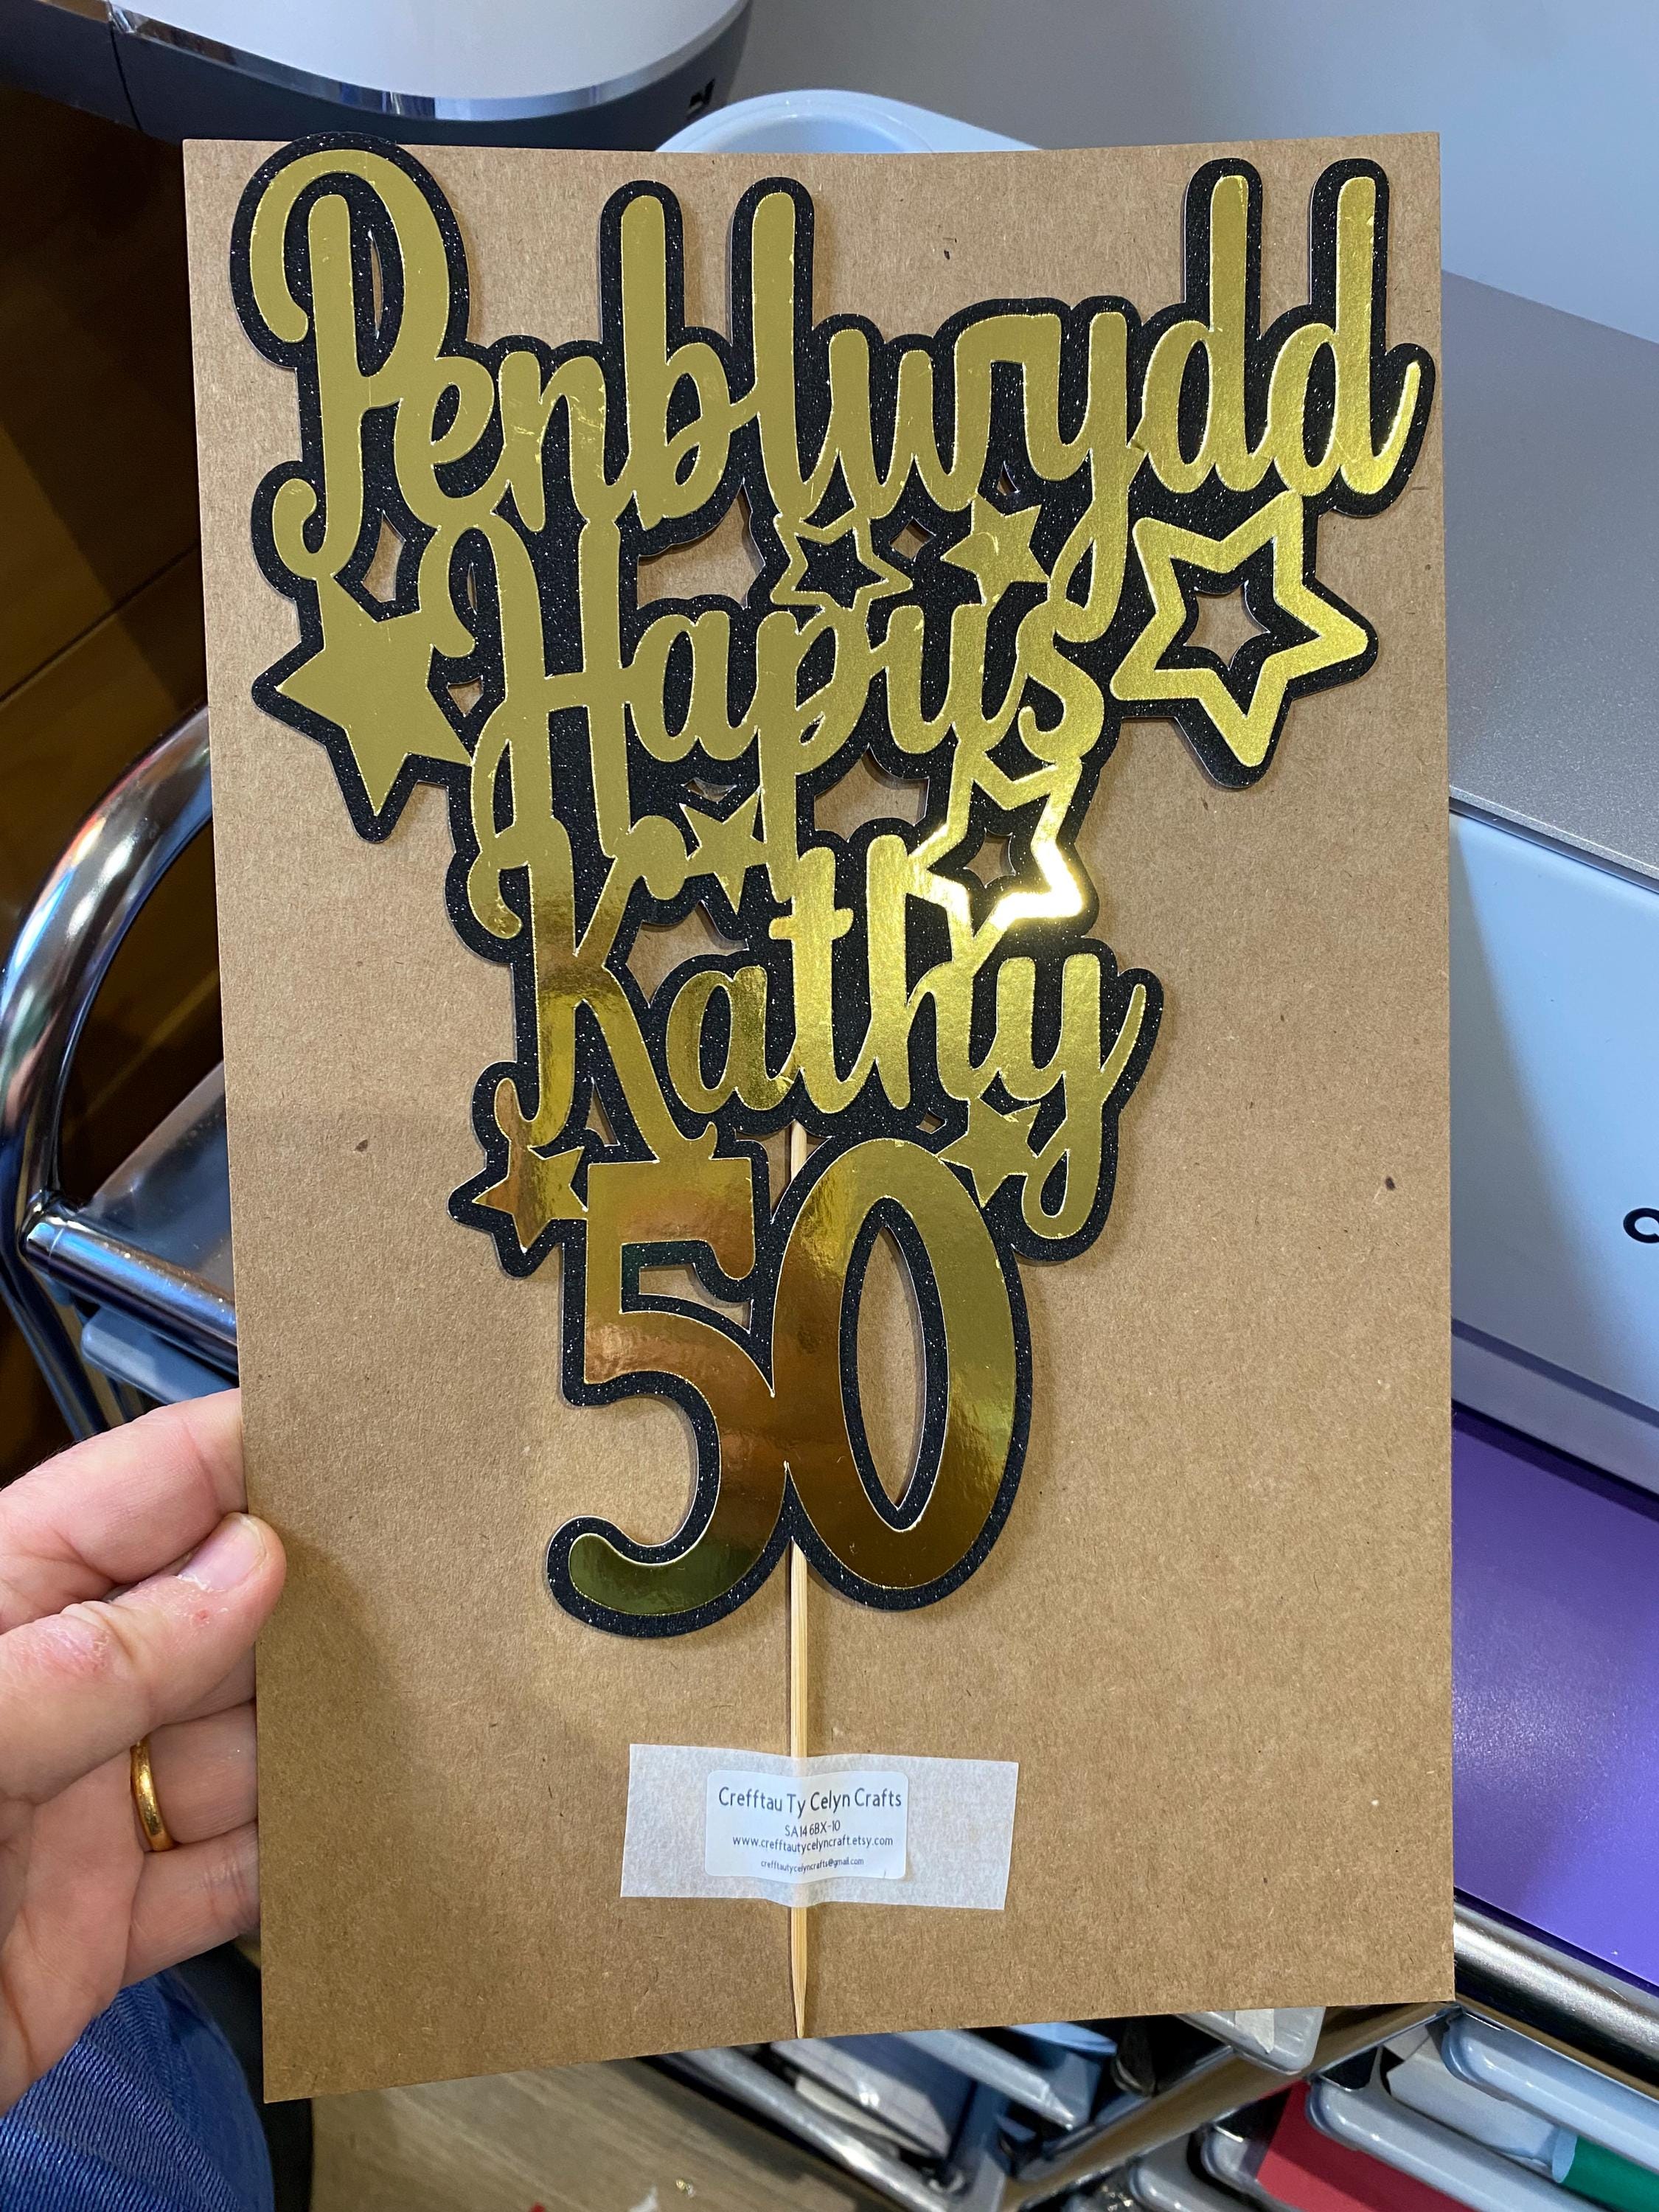 Penblwydd
Hapus
Kathy
50
Crefftau Ty Celyn Crafts
SA14 6BX-10
www.crefftautycelyncraft.etsy.com
crefftautycelyncrafts@gmail.com